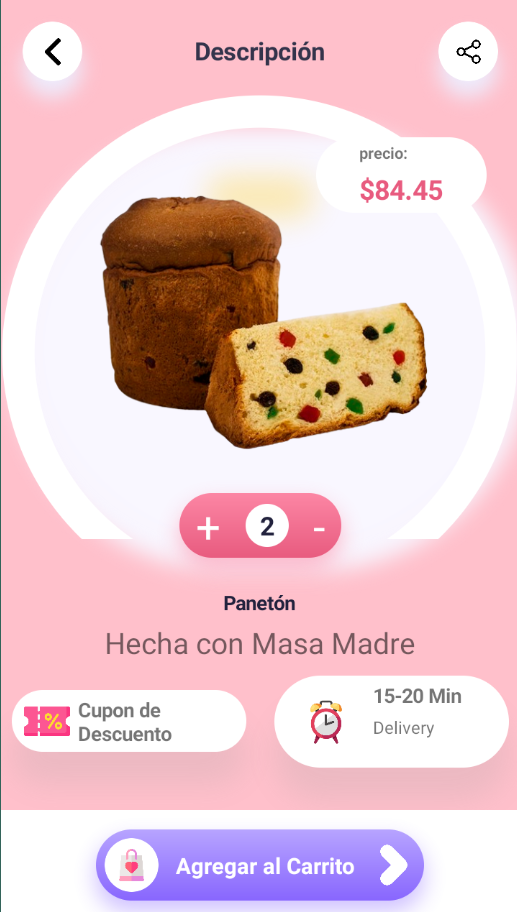 Descripción
precio:
$84.45
+ 2 -
Panetón
Hecha con Masa Madre
Cupon de
Descuento
%
15-20 Min
Delivery
Agregar al Carrito